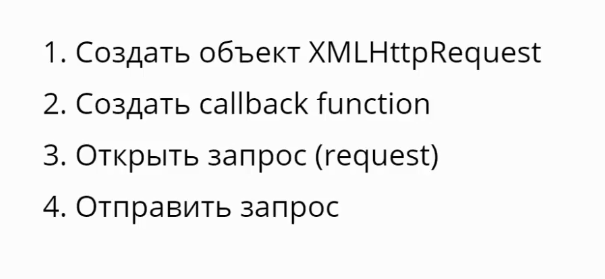 1. Создать объект XMLHttpRequest
2. Создать callback function
3. Открыть запрос (request)
4. Отправить запрос